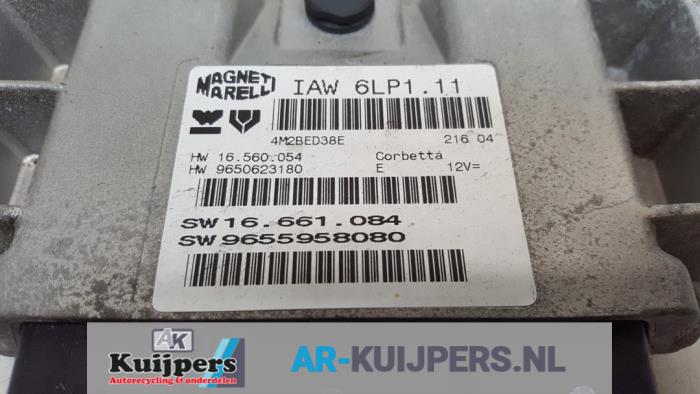 MAGNETI MARELLI
IAW 6LP1.11
4M2BED38E 216 04
HW 16.560.054 Corbetta
HW 9650623180 E 12V=
SW 16.661.084
SW 9655958080
AK
Kuijpers
Autorecycling & onderdelen
AR-KUIJPERS.NL